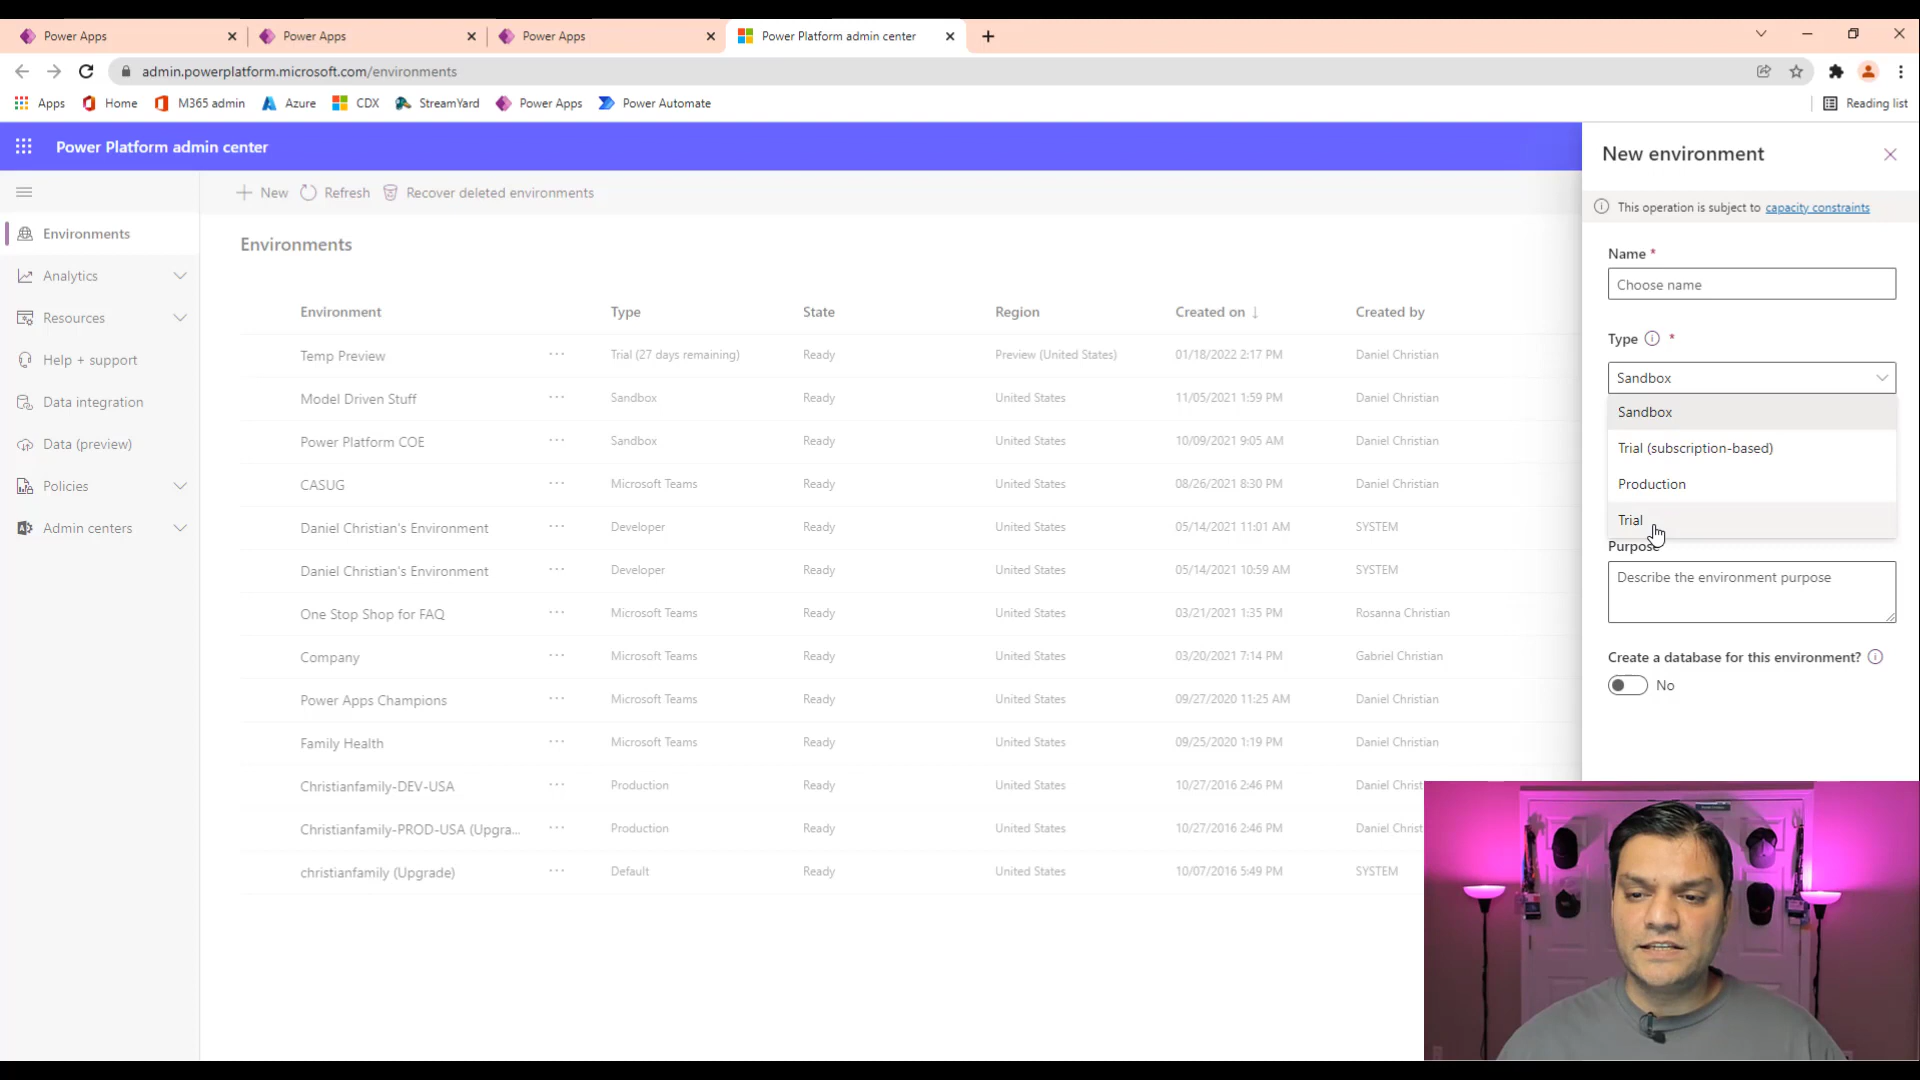 Power Apps
Power Apps
Power Apps
Power Platform admin center
admin.powerplatform.microsoft.com/environments
Apps Home M365 admin Azure CDX StreamYard Power Apps Power Automate Reading list
Power Platform admin center
Environments
Analytics
Resources
Help + support
Data integration
Data (preview)
Policies
Admin centers
New Refresh Recover deleted environments
Environments
Environment Type State Region Created on ↓ Created by
Temp Preview ··· Trial (27 days remaining) Ready Preview (United States) 01/18/2022 2:17 PM Daniel Christian
Model Driven Stuff ··· Sandbox Ready United States 11/05/2021 1:59 PM Daniel Christian
Power Platform COE ··· Sandbox Ready United States 10/09/2021 9:05 AM Daniel Christian
CASUG ··· Microsoft Teams Ready United States 08/26/2021 8:30 PM Daniel Christian
Daniel Christian's Environment ··· Developer Ready United States 05/14/2021 11:01 AM SYSTEM
Daniel Christian's Environment ··· Developer Ready United States 05/14/2021 10:59 AM SYSTEM
One Stop Shop for FAQ ··· Microsoft Teams Ready United States 03/21/2021 1:35 PM Rosanna Christian
Company ··· Microsoft Teams Ready United States 03/20/2021 7:14 PM Gabriel Christian
Power Apps Champions ··· Microsoft Teams Ready United States 09/27/2020 11:25 AM Daniel Christian
Family Health ··· Microsoft Teams Ready United States 09/25/2020 1:19 PM Daniel Christian
Christianfamily-DEV-USA ··· Production Ready United States 10/27/2016 2:46 PM Daniel Christ
Christianfamily-PROD-USA (Upgra... ··· Production Ready United States 10/27/2016 2:46 PM Daniel Christ
christianfamily (Upgrade) ··· Default Ready United States 10/07/2016 5:49 PM SYSTEM
New environment
This operation is subject to capacity constraints
Name *
Choose name
Type *
Sandbox
Sandbox
Trial (subscription-based)
Production
Trial
Purpose
Describe the environment purpose
Create a database for this environment?
No